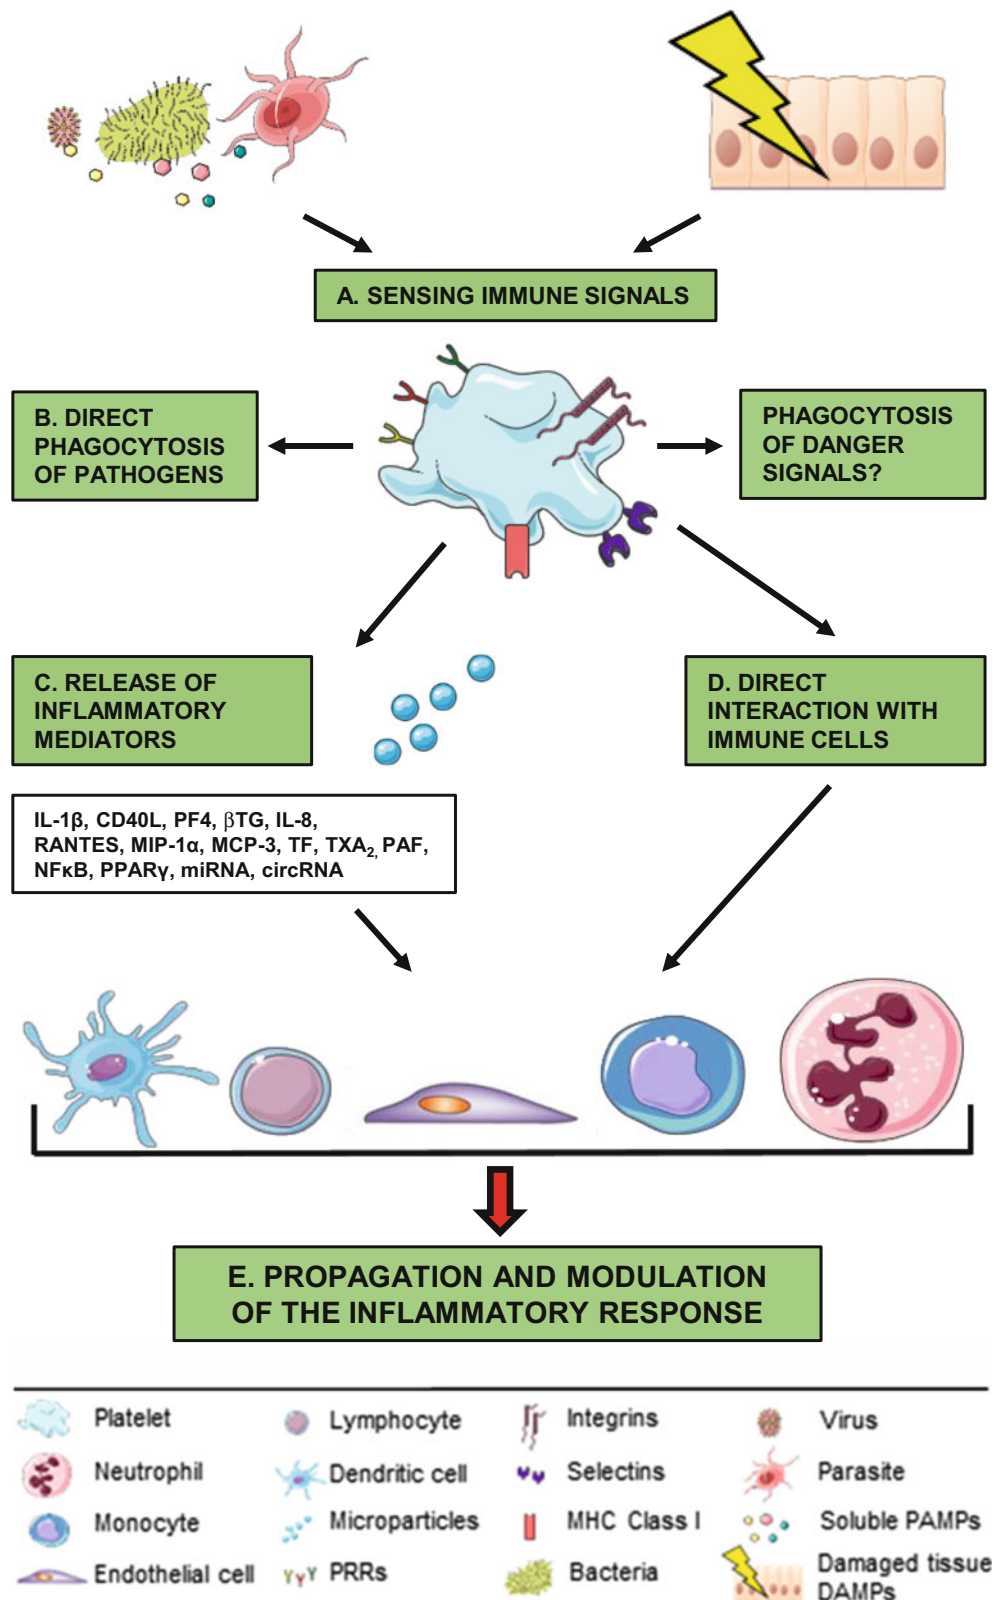 A. SENSING IMMUNE SIGNALS
B. DIRECT
PHAGOCYTOSIS
OF PATHOGENS
PHAGOCYTOSIS
OF DANGER
SIGNALS?
C. RELEASE OF
INFLAMMATORY
MEDIATORS
D. DIRECT
INTERACTION WITH
IMMUNE CELLS
IL-1β, CD40L, PF4, βTG, IL-8,
RANTES, MIP-1α, MCP-3, TF, TXA₂, PAF,
NFκB, PPARγ, miRNA, circRNA
E. PROPAGATION AND MODULATION
OF THE INFLAMMATORY RESPONSE
Platelet
Lymphocyte
Integrins
Virus
Neutrophil
Dendritic cell
Selectins
Parasite
Monocyte
Microparticles
MHC Class I
Soluble PAMPs
Endothelial cell
PRRs
Bacteria
Damaged tissue
DAMPs